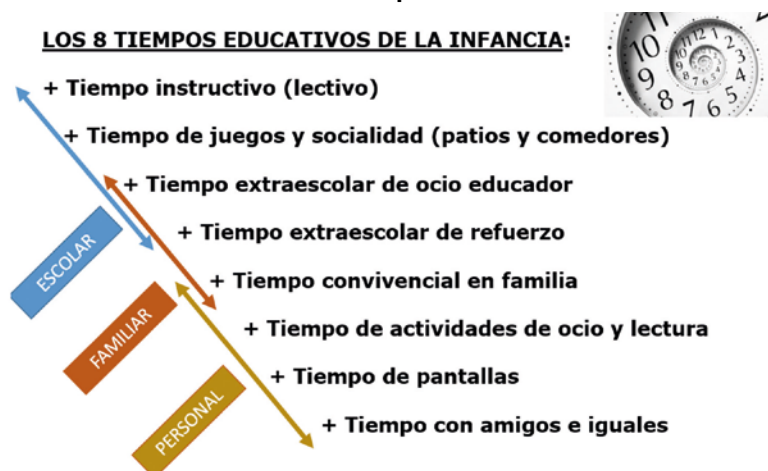 LOS 8 TIEMPOS EDUCATIVOS DE LA INFANCIA:
+ Tiempo instructivo (lectivo)
+ Tiempo de juegos y socialidad (patios y comedores)
+ Tiempo extraescolar de ocio educador
+ Tiempo extraescolar de refuerzo
+ Tiempo convivencial en familia
+ Tiempo de actividades de ocio y lectura
+ Tiempo de pantallas
+ Tiempo con amigos e iguales
ESCOLAR
FAMILIAR
PERSONAL